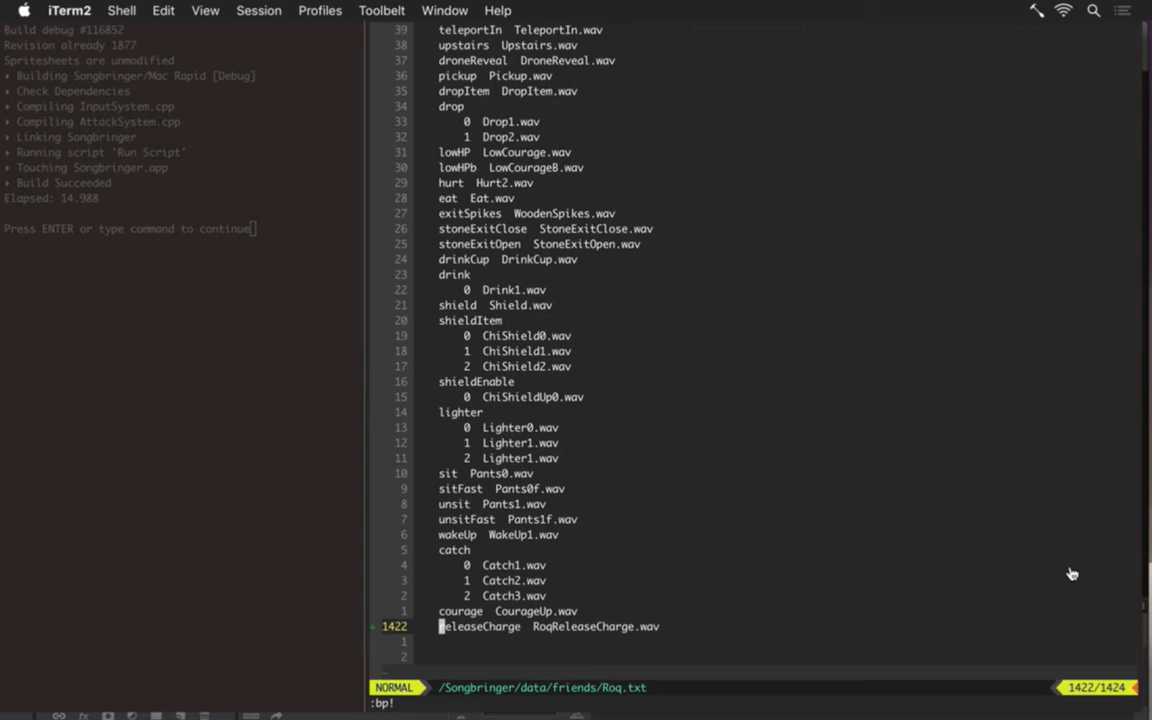 iTerm2 Shell Edit View Session Profiles Toolbelt Window Help
Build debug #116852
Revision already 1877
Spritesheets are unmodified
▸ Building Songbringer/Mac Rapid [Debug]
▸ Check Dependencies
▸ Compiling InputSystem.cpp
▸ Compiling AttackSystem.cpp
▸ Linking Songbringer
▸ Running script 'Run Script'
▸ Touching Songbringer.app
▸ Build Succeeded
Elapsed: 14.988
Press ENTER or type command to continue
39 teleportIn TeleportIn.wav
38 upstairs Upstairs.wav
37 droneReveal DroneReveal.wav
36 pickup Pickup.wav
35 dropItem DropItem.wav
34 drop
33 0 Drop1.wav
32 1 Drop2.wav
31 lowHP LowCourage.wav
30 lowHPb LowCourageB.wav
29 hurt Hurt2.wav
28 eat Eat.wav
27 exitSpikes WoodenSpikes.wav
26 stoneExitClose StoneExitClose.wav
25 stoneExitOpen StoneExitOpen.wav
24 drinkCup DrinkCup.wav
23 drink
22 0 Drink1.wav
21 shield Shield.wav
20 shieldItem
19 0 ChiShield0.wav
18 1 ChiShield1.wav
17 2 ChiShield2.wav
16 shieldEnable
15 0 ChiShieldUp0.wav
14 lighter
13 0 Lighter0.wav
12 1 Lighter1.wav
11 2 Lighter1.wav
10 sit Pants0.wav
9 sitFast Pants0f.wav
8 unsit Pants1.wav
7 unsitFast Pants1f.wav
6 wakeUp WakeUp1.wav
5 catch
4 0 Catch1.wav
3 1 Catch2.wav
2 2 Catch3.wav
1 courage CourageUp.wav
+ 1422 releaseCharge RoqReleaseCharge.wav
1
2
NORMAL /Songbringer/data/friends/Roq.txt 1422/1424
:bp!